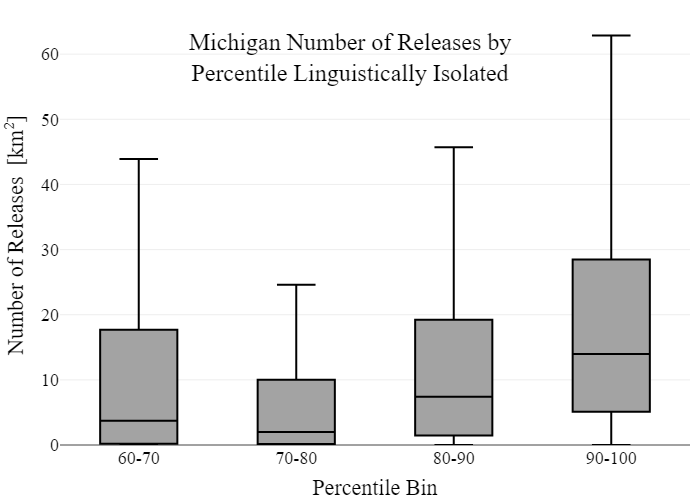 Michigan Number of Releases by
Percentile Linguistically Isolated
Number of Releases [km²]
60
50
40
30
20
10
0
60-70 70-80 80-90 90-100
Percentile Bin